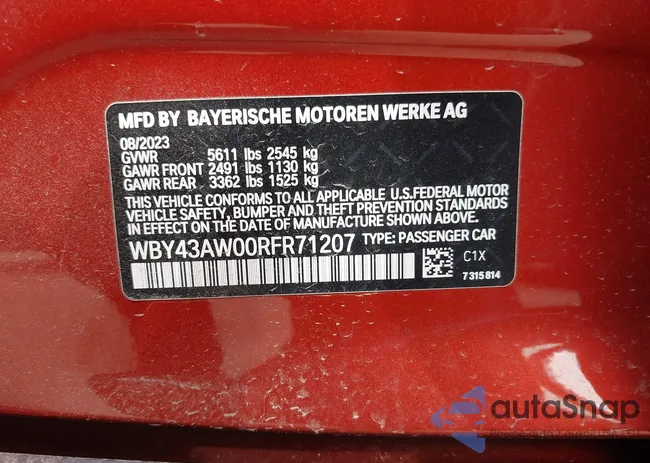 MFD BY BAYERISCHE MOTOREN WERKE AG
08/2023
GVWR 5611 lbs 2545 kg
GAWR FRONT 2491 lbs 1130 kg
GAWR REAR 3362 lbs 1525 kg
THIS VEHICLE CONFORMS TO ALL APPLICABLE U.S.FEDERAL MOTOR
VEHICLE SAFETY, BUMPER AND THEFT PREVENTION STANDARDS
IN EFFECT ON THE DATE OF MANUFACTURE SHOWN ABOVE.
WBY43AW00RFR71207 TYPE: PASSENGER CAR
C1X
7315814
autoSnap